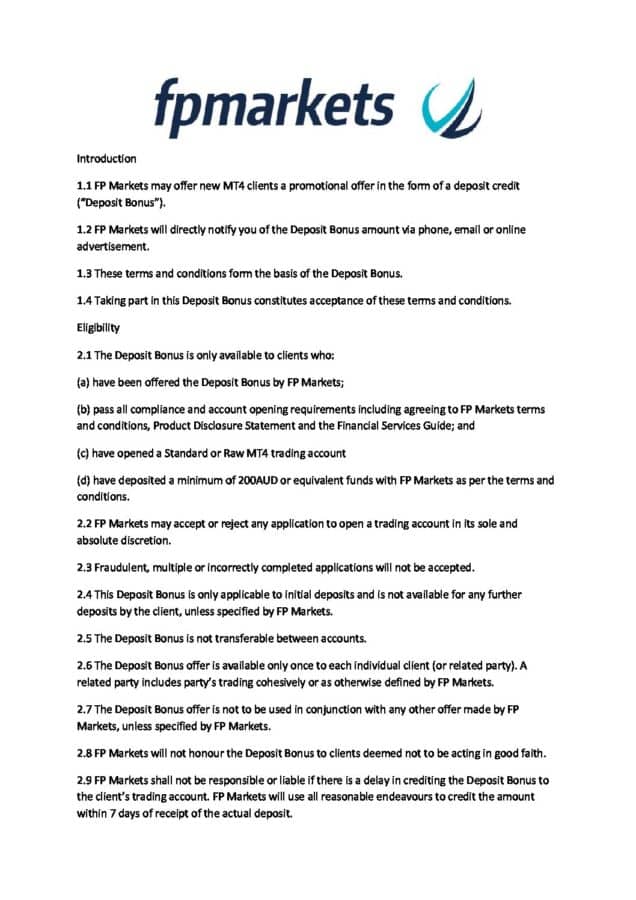 fpmarkets
Introduction
1.1 FP Markets may offer new MT4 clients a promotional offer in the form of a deposit credit
("Deposit Bonus").
1.2 FP Markets will directly notify you of the Deposit Bonus amount via phone, email or online
advertisement.
1.3 These terms and conditions form the basis of the Deposit Bonus.
1.4 Taking part in this Deposit Bonus constitutes acceptance of these terms and conditions.
Eligibility
2.1 The Deposit Bonus is only available to clients who:
(a) have been offered the Deposit Bonus by FP Markets;
(b) pass all compliance and account opening requirements including agreeing to FP Markets terms
and conditions, Product Disclosure Statement and the Financial Services Guide; and
(c) have opened a Standard or Raw MT4 trading account
(d) have deposited a minimum of 200AUD or equivalent funds with FP Markets as per the terms and
conditions.
2.2 FP Markets may accept or reject any application to open a trading account in its sole and
absolute discretion.
2.3 Fraudulent, multiple or incorrectly completed applications will not be accepted.
2.4 This Deposit Bonus is only applicable to initial deposits and is not available for any further
deposits by the client, unless specified by FP Markets.
2.5 The Deposit Bonus is not transferable between accounts.
2.6 The Deposit Bonus offer is available only once to each individual client (or related party). A
related party includes party's trading cohesively or as otherwise defined by FP Markets.
2.7 The Deposit Bonus offer is not to be used in conjunction with any other offer made by FP
Markets, unless specified by FP Markets.
2.8 FP Markets will not honour the Deposit Bonus to clients deemed not to be acting in good faith.
2.9 FP Markets shall not be responsible or liable if there is a delay in crediting the Deposit Bonus to
the client's trading account. FP Markets will use all reasonable endeavours to credit the amount
within 7 days of receipt of the actual deposit.